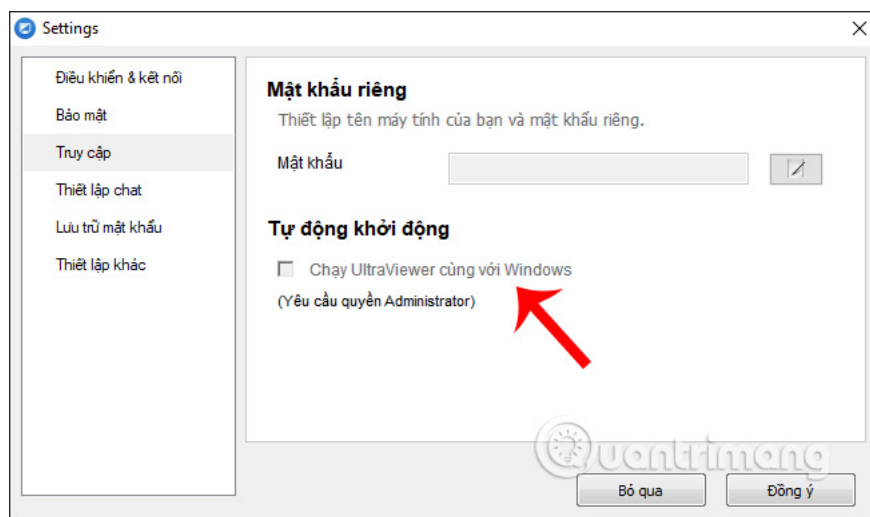 Settings
Điều khiển & kết nối
Bảo mật
Truy cập
Thiết lập chat
Lưu trữ mật khẩu
Thiết lập khác
Mật khẩu riêng
Thiết lập tên máy tính của bạn và mật khẩu riêng.
Mật khẩu
Tự động khởi động
Chạy UltraViewer cùng với Windows
(Yêu cầu quyền Administrator)
Quantrimang
Bỏ qua
Đồng ý